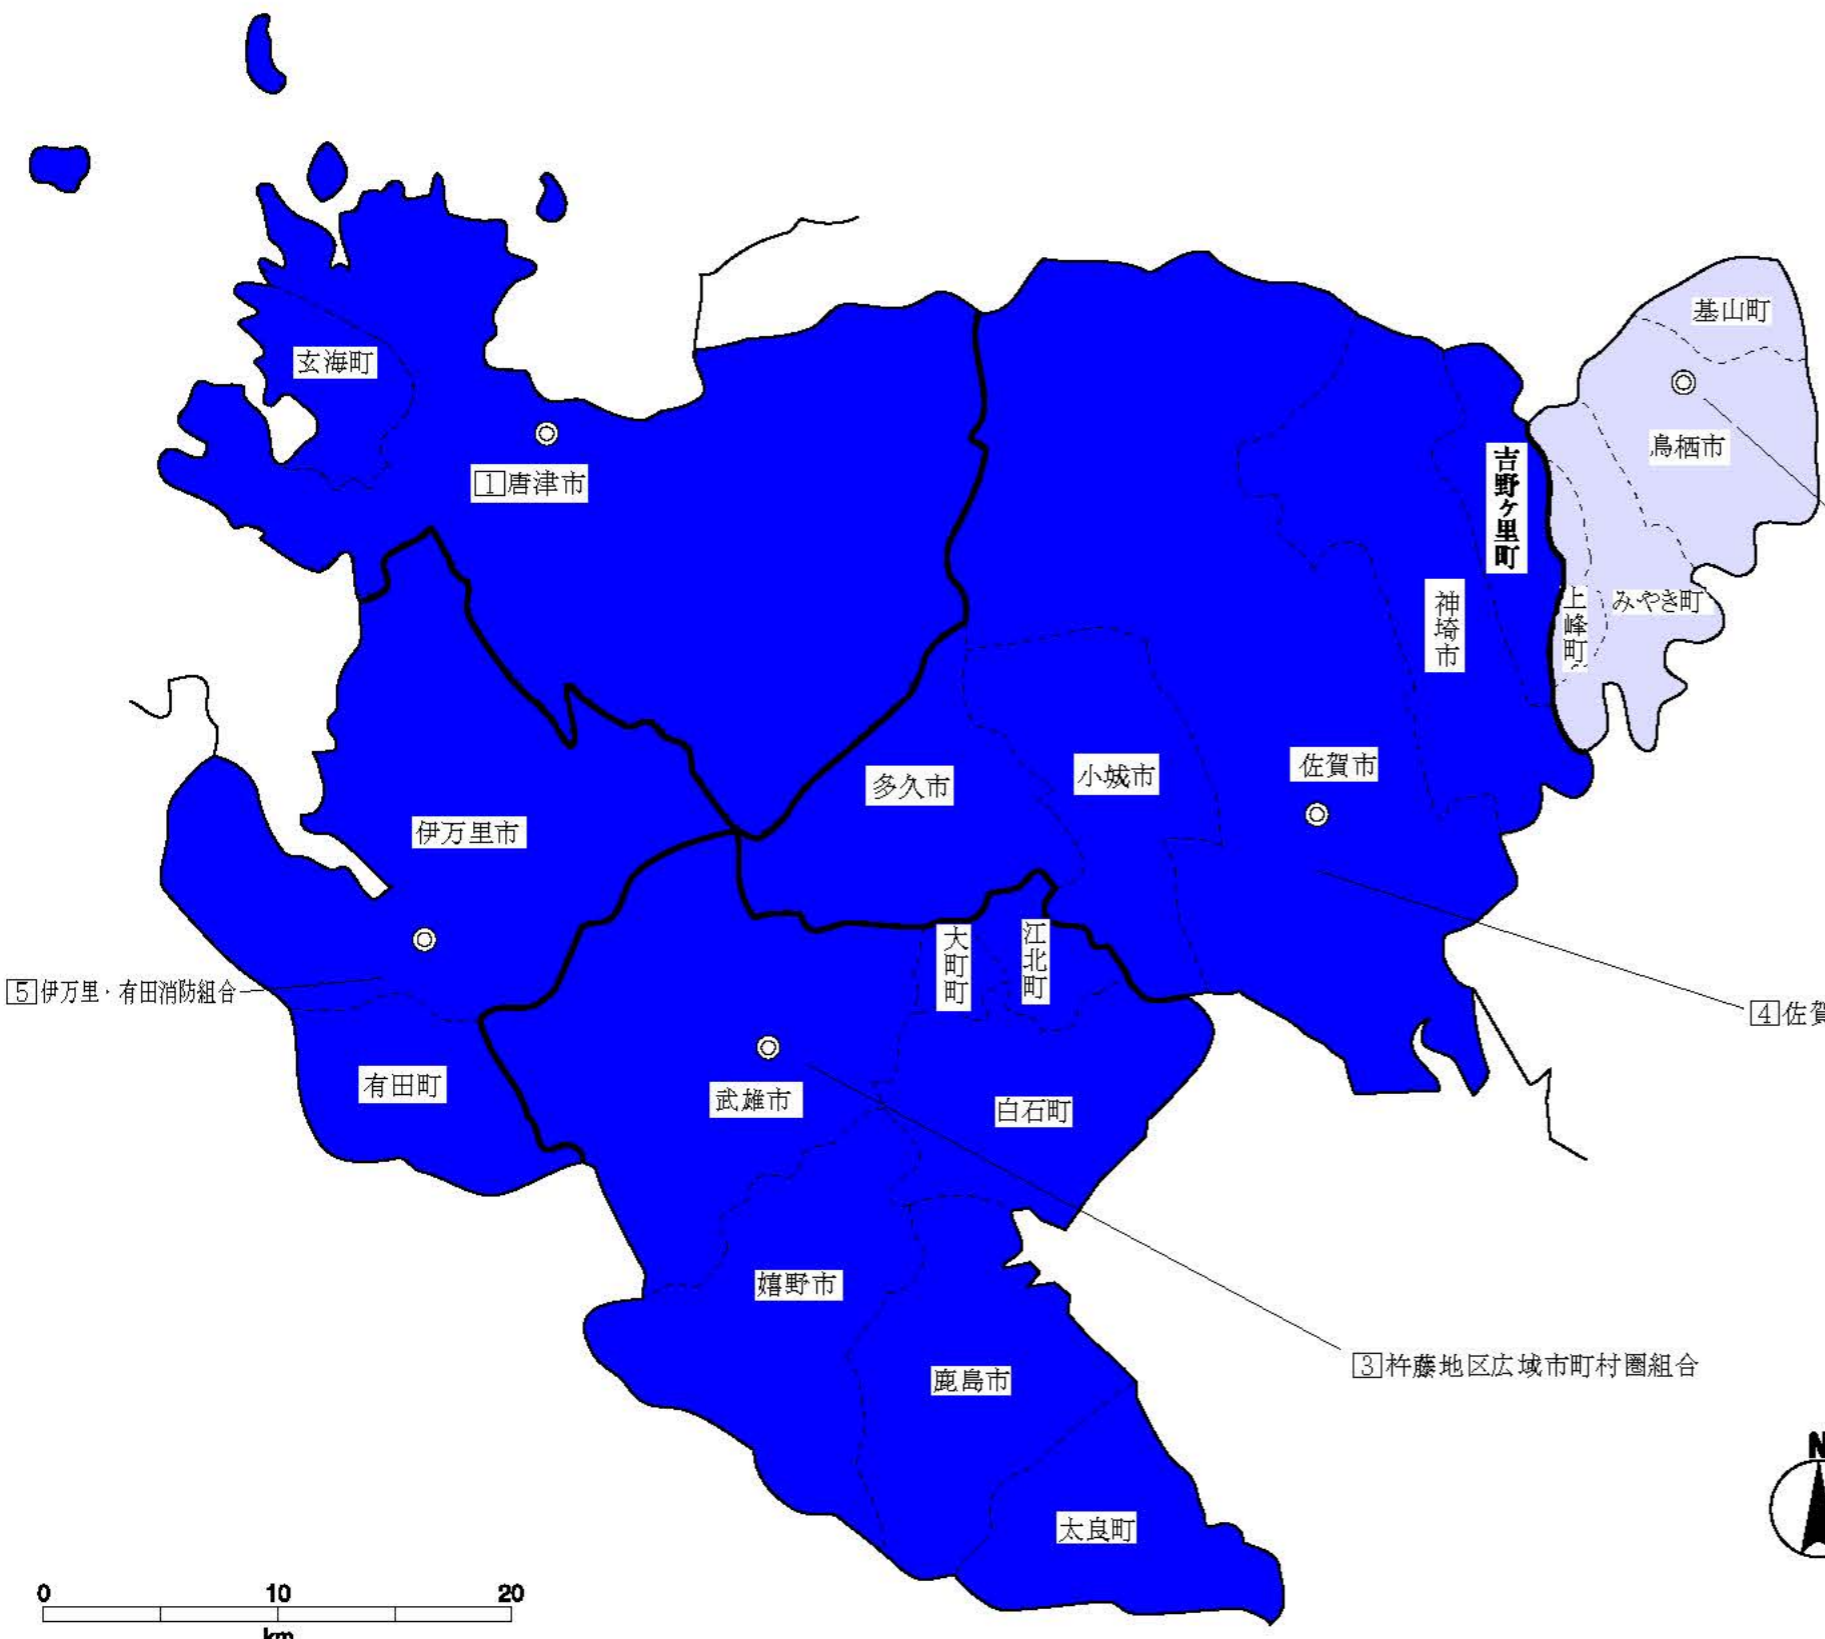 基山町
玄海町
鳥栖市
1唐津市
吉野ヶ里町
神埼市
上峰町
みやき町
佐賀市
小城市
多久市
伊万里市
大町町
江北町
5伊万里・有田消防組合
4佐賀
有田町
武雄市
白石町
嬉野市
3杵藤地区広域市町村圏組合
鹿島市
N
太良町
0 10 20
km